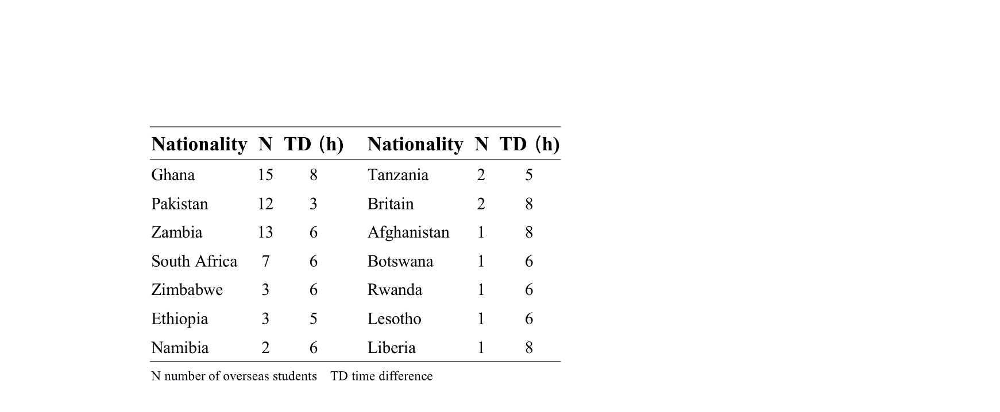 Nationality N TD (h) Nationality N TD (h)
Ghana 15 8 Tanzania 2 5
Pakistan 12 3 Britain 2 8
Zambia 13 6 Afghanistan 1 8
South Africa 7 6 Botswana 1 6
Zimbabwe 3 6 Rwanda 1 6
Ethiopia 3 5 Lesotho 1 6
Namibia 2 6 Liberia 1 8
N number of overseas students TD time difference